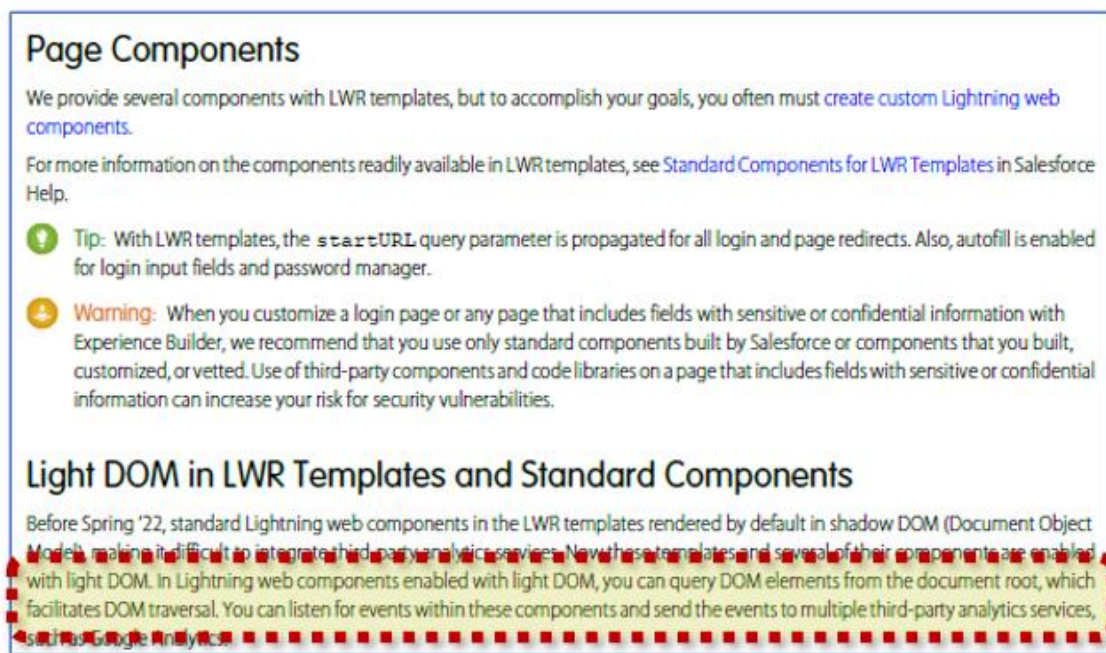 Page Components
We provide several components with LWR templates, but to accomplish your goals, you often must create custom Lightning web
components.
For more information on the components readily available in LWR templates, see Standard Components for LWR Templates in Salesforce
Help.
Tip: With LWR templates, the startURL query parameter is propagated for all login and page redirects. Also, autofill is enabled
for login input fields and password manager.
Warning: When you customize a login page or any page that includes fields with sensitive or confidential information with
Experience Builder, we recommend that you use only standard components built by Salesforce or components that you built,
customized, or vetted. Use of third-party components and code libraries on a page that includes fields with sensitive or confidential
information can increase your risk for security vulnerabilities.
Light DOM in LWR Templates and Standard Components
Before Spring '22, standard Lightning web components in the LWR templates rendered by default in shadow DOM (Document Object
Model), making it difficult to integrate third-party analytics services. Now these templates and several of their components are enabled
with light DOM. In Lightning web components enabled with light DOM, you can query DOM elements from the document root, which
facilitates DOM traversal. You can listen for events within these components and send the events to multiple third-party analytics services,
such as Google Analytics.